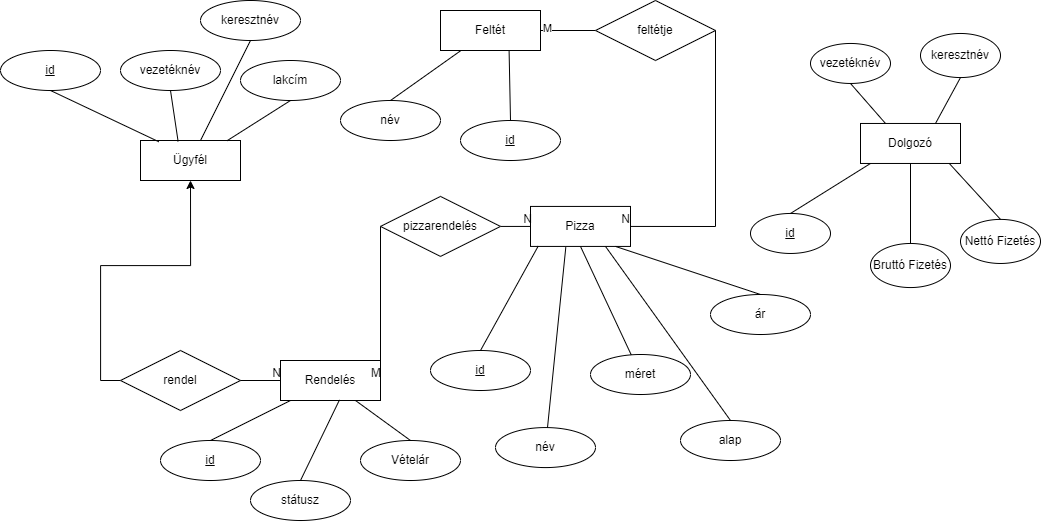 keresztnév
id
vezetéknév
lakcím
Ügyfél
Feltét
M
feltétje
név
id
vezetéknév
keresztnév
Dolgozó
id
Bruttó Fizetés
Nettó Fizetés
pizzarendelés
N
Pizza
N
id
név
méret
alap
ár
rendel
N
Rendelés
M
id
státusz
Vételár